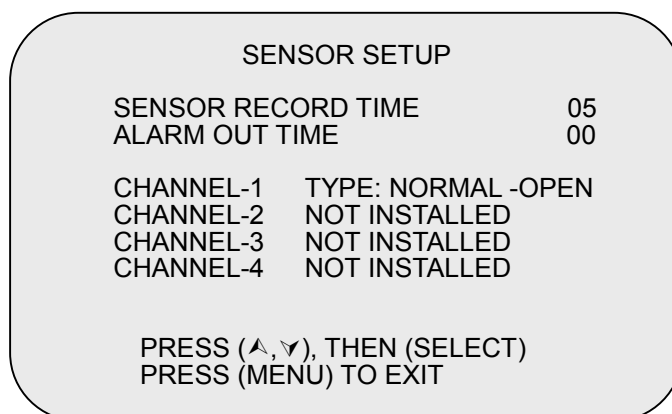 SENSOR SETUP
SENSOR RECORD TIME 05
ALARM OUT TIME 00
CHANNEL-1 TYPE: NORMAL -OPEN
CHANNEL-2 NOT INSTALLED
CHANNEL-3 NOT INSTALLED
CHANNEL-4 NOT INSTALLED
PRESS (⮝,⮟), THEN (SELECT)
PRESS (MENU) TO EXIT